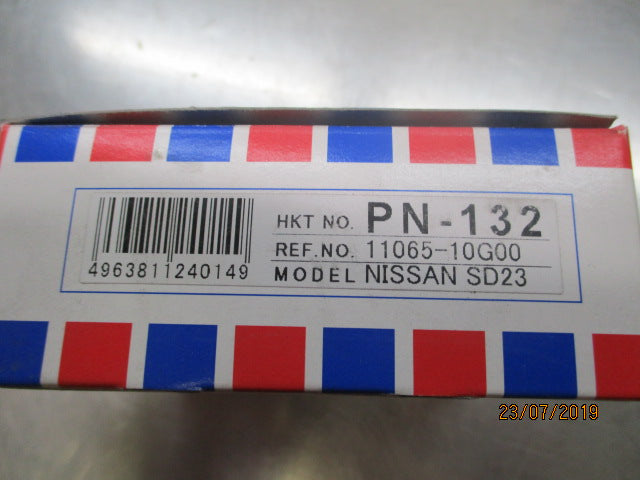 HKT NO. PN-132
REF.NO. 11065-10G00
MODEL NISSAN SD23
4963811240149
23/07/2019